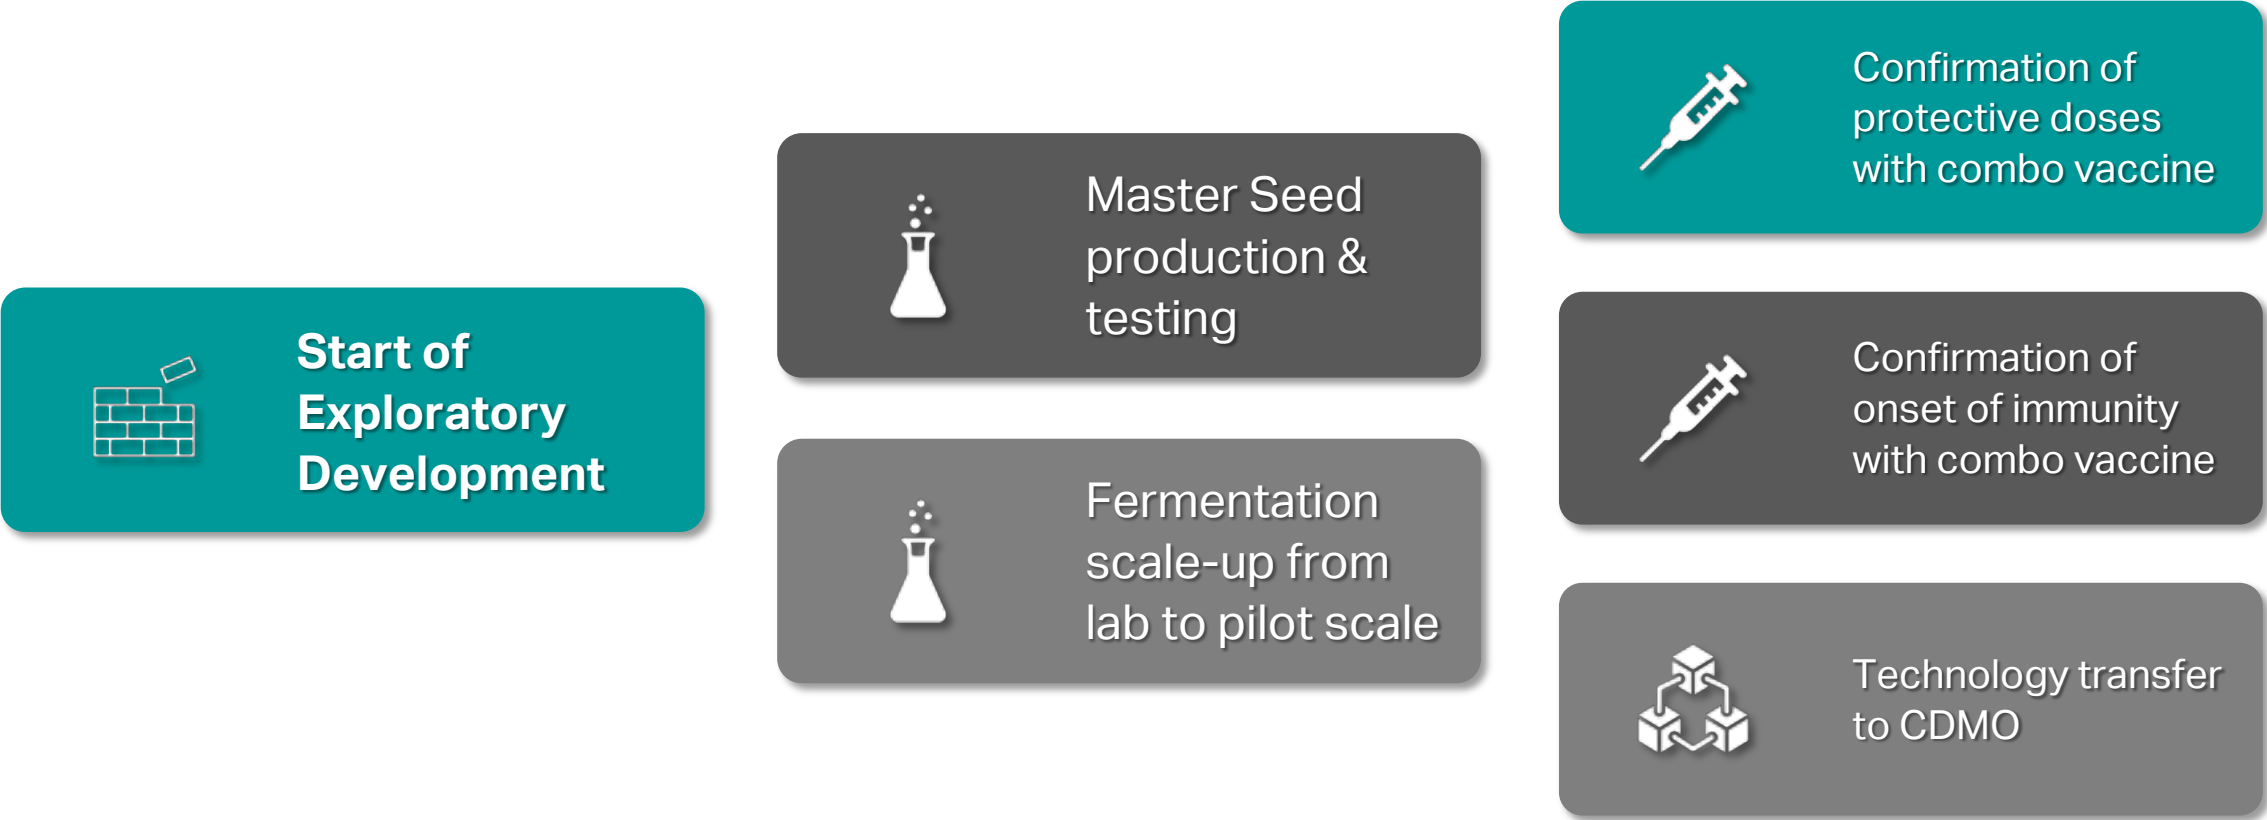 Start of
Exploratory
Development
Master Seed
production &
testing
Fermentation
scale-up from
lab to pilot scale
Confirmation of
protective doses
with combo vaccine
Confirmation of
onset of immunity
with combo vaccine
Technology transfer
to CDMO